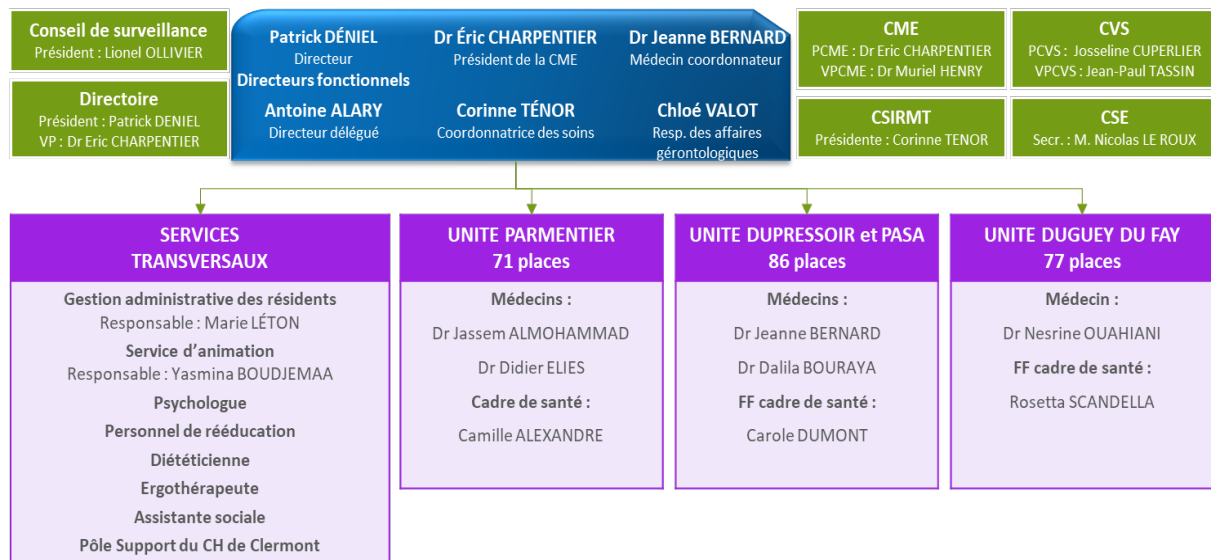 Conseil de surveillance
Président : Lionel OLLIVIER
Directoire
Président : Patrick DENIEL
VP : Dr Eric CHARPENTIER
Patrick DÉNIEL
Directeur
Directeurs fonctionnels
Dr Éric CHARPENTIER
Président de la CME
Dr Jeanne BERNARD
Médecin coordonnateur
Antoine ALARY
Directeur délégué
Corinne TÉNOR
Coordonnatrice des soins
Chloé VALOT
Resp. des affaires
gérontologiques
CME
PCME : Dr Eric CHARPENTIER
VPCME : Dr Muriel HENRY
CVS
PCVS : Josseline CUPERLIER
VPCVS : Jean-Paul TASSIN
CSIRMT
Présidente : Corinne TENOR
CSE
Secr. : M. Nicolas LE ROUX
SERVICES
TRANSVERSAUX
Gestion administrative des résidents
Responsable : Marie LÉTON
Service d'animation
Responsable : Yasmina BOUDJEMAA
Psychologue
Personnel de rééducation
Diététicienne
Ergothérapeute
Assistante sociale
Pôle Support du CH de Clermont
UNITE PARMENTIER
71 places
Médecins :
Dr Jassem ALMOHAMMAD
Dr Didier ELIES
Cadre de santé :
Camille ALEXANDRE
UNITE DUPRESSOIR et PASA
86 places
Médecins :
Dr Jeanne BERNARD
Dr Dalila BOURAYA
FF cadre de santé :
Carole DUMONT
UNITE DUGUEY DU FAY
77 places
Médecin :
Dr Nesrine OUAHIANI
FF cadre de santé :
Rosetta SCANDELLA